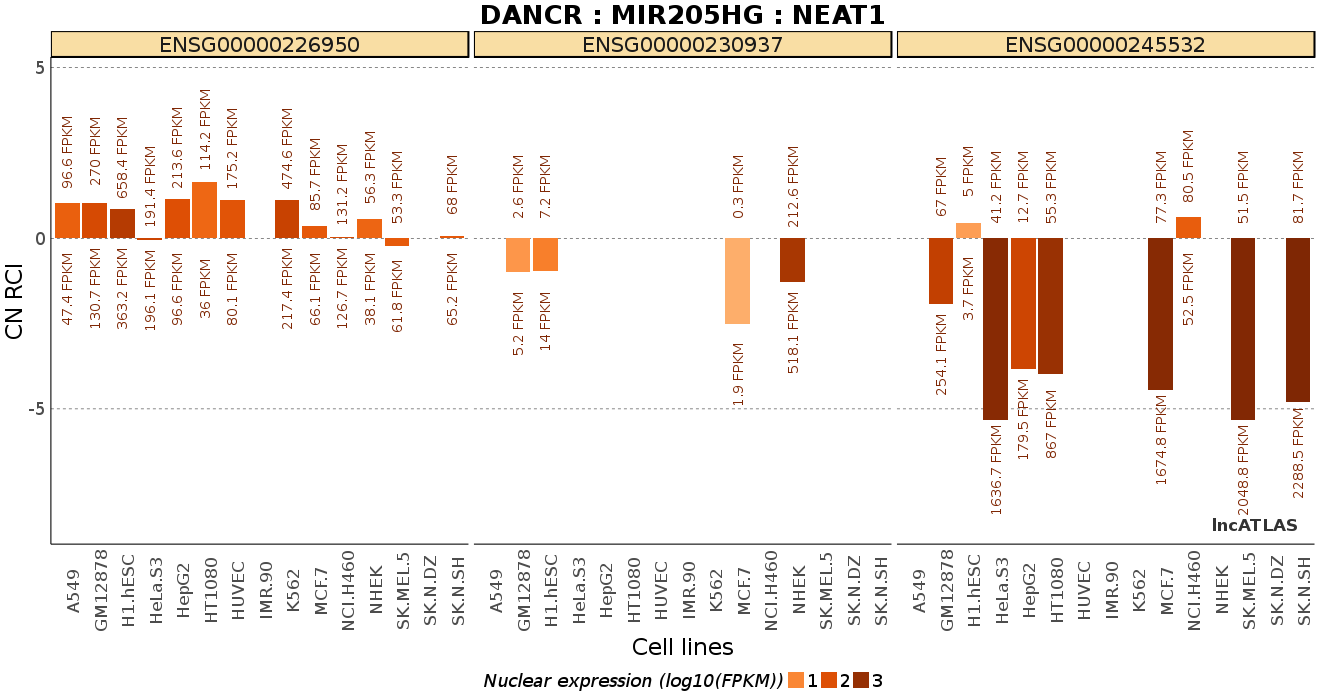 DANCR : MIR205HG : NEAT1
ENSG00000226950 ENSG00000230937 ENSG00000245532
CN RCI
5
0
-5
96.6 FPKM 270 FPKM 658.4 FPKM 191.4 FPKM 213.6 FPKM 114.2 FPKM 175.2 FPKM 474.6 FPKM 85.7 FPKM 131.2 FPKM 56.3 FPKM 53.3 FPKM 68 FPKM
47.4 FPKM 130.7 FPKM 363.2 FPKM 196.1 FPKM 96.6 FPKM 36 FPKM 80.1 FPKM 217.4 FPKM 66.1 FPKM 126.7 FPKM 38.1 FPKM 61.8 FPKM 65.2 FPKM
2.6 FPKM 7.2 FPKM 0.3 FPKM 212.6 FPKM
5.2 FPKM 14 FPKM 1.9 FPKM 518.1 FPKM
67 FPKM 5 FPKM 41.2 FPKM 12.7 FPKM 55.3 FPKM 77.3 FPKM 80.5 FPKM 51.5 FPKM 81.7 FPKM
254.1 FPKM 3.7 FPKM 1636.7 FPKM 179.5 FPKM 867 FPKM 1674.8 FPKM 52.5 FPKM 2048.8 FPKM 2288.5 FPKM
lncATLAS
A549 GM12878 H1.hESC HeLa.S3 HepG2 HT1080 HUVEC IMR.90 K562 MCF.7 NCI.H460 NHEK SK.MEL.5 SK.N.DZ SK.N.SH
A549 GM12878 H1.hESC HeLa.S3 HepG2 HT1080 HUVEC IMR.90 K562 MCF.7 NCI.H460 NHEK SK.MEL.5 SK.N.DZ SK.N.SH
A549 GM12878 H1.hESC HeLa.S3 HepG2 HT1080 HUVEC IMR.90 K562 MCF.7 NCI.H460 NHEK SK.MEL.5 SK.N.DZ SK.N.SH
Cell lines
Nuclear expression (log10(FPKM)) 1 2 3